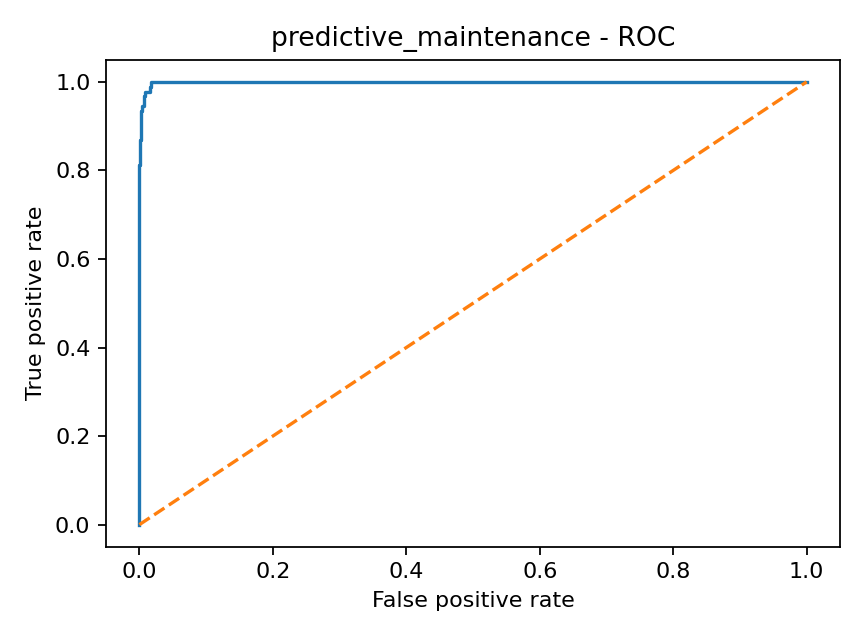 predictive_maintenance - ROC
True positive rate
1.0
0.8
0.6
0.4
0.2
0.0
0.0 0.2 0.4 0.6 0.8 1.0
False positive rate